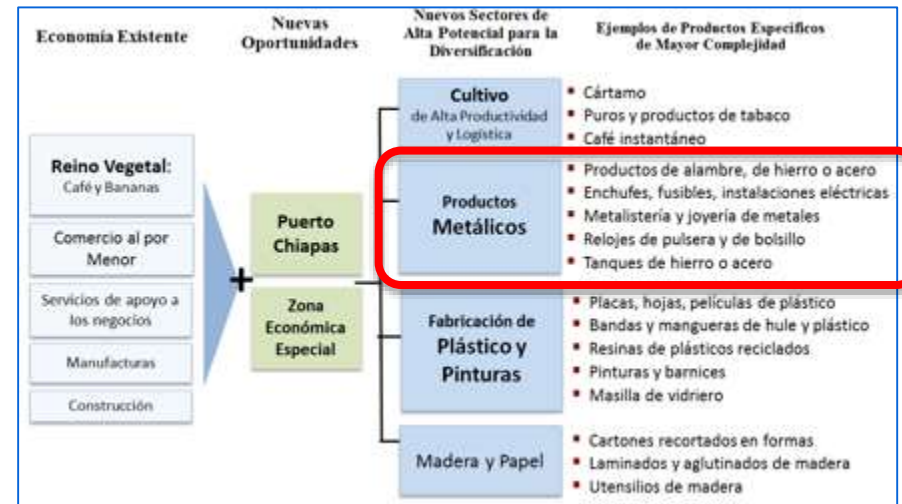 Economía Existente
Nuevas
Oportunidades
Nuevos Sectores de
Alta Potencial para la
Diversificación
Ejemplos de Productos Específicos
de Mayor Complejidad
Reino Vegetal:
Café y Bananas
Comercio al por
Menor
Servicios de apoyo a
los negocios
Manufacturas
Construcción
+
Puerto
Chiapas
Zona
Económica
Especial
Cultivo
de Alta Productividad
y Logística
▪ Cártamo
▪ Puros y productos de tabaco
▪ Café instantáneo
Productos
Metálicos
▪ Productos de alambre, de hierro o acero
▪ Enchufes, fusibles, instalaciones eléctricas
▪ Metalistería y joyería de metales
▪ Relojes de pulsera y de bolsillo
▪ Tanques de hierro o acero
Fabricación de
Plástico y
Pinturas
▪ Placas, hojas, películas de plástico
▪ Bandas y mangueras de hule y plástico
▪ Resinas de plásticos reciclados
▪ Pinturas y barnices
▪ Masilla de vidriero
Madera y Papel
▪ Cartones recortados en formas
▪ Laminados y aglutinados de madera
▪ Utensilios de madera